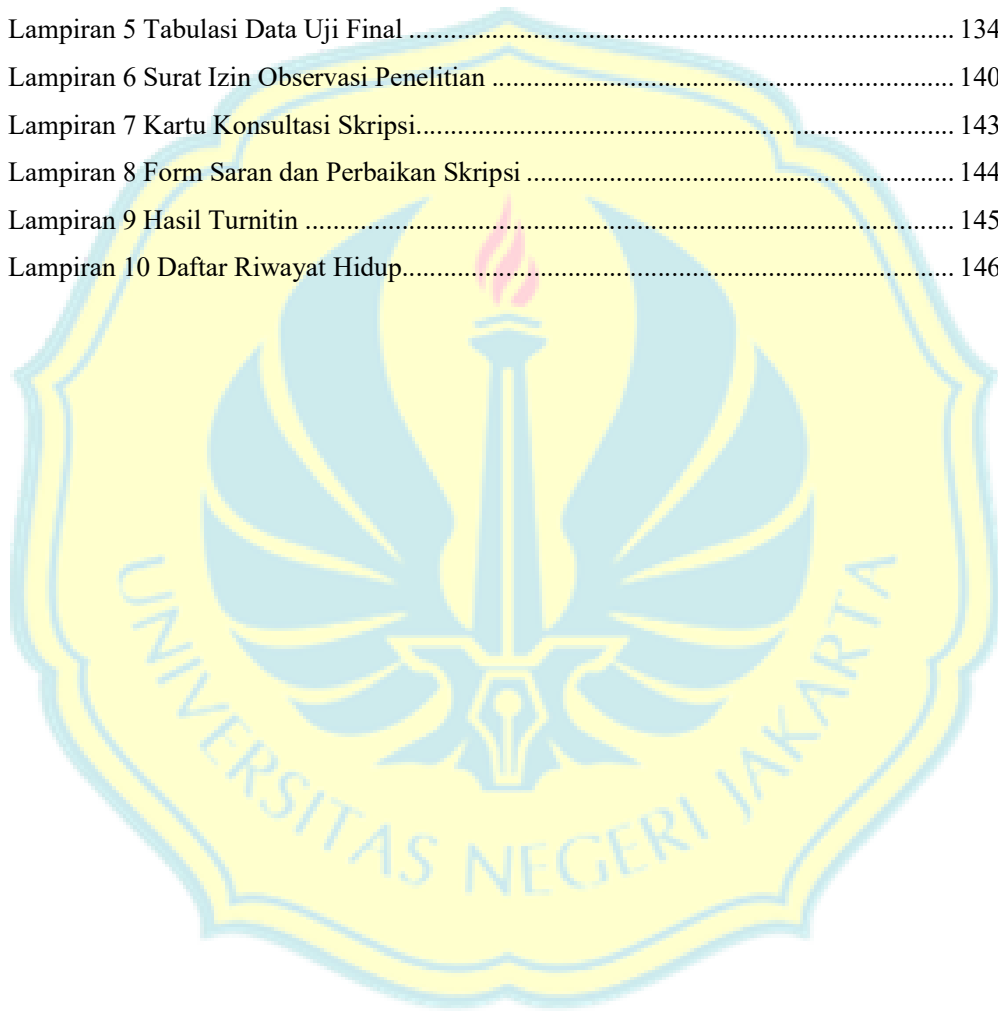 Lampiran 5 Tabulasi Data Uji Final ................................................................................ 134
Lampiran 6 Surat Izin Observasi Penelitian .................................................................... 140
Lampiran 7 Kartu Konsultasi Skripsi............................................................................... 143
Lampiran 8 Form Saran dan Perbaikan Skripsi ............................................................... 144
Lampiran 9 Hasil Turnitin ............................................................................................... 145
Lampiran 10 Daftar Riwayat Hidup................................................................................. 146
UNIVERSITAS NEGERI JAKARTA